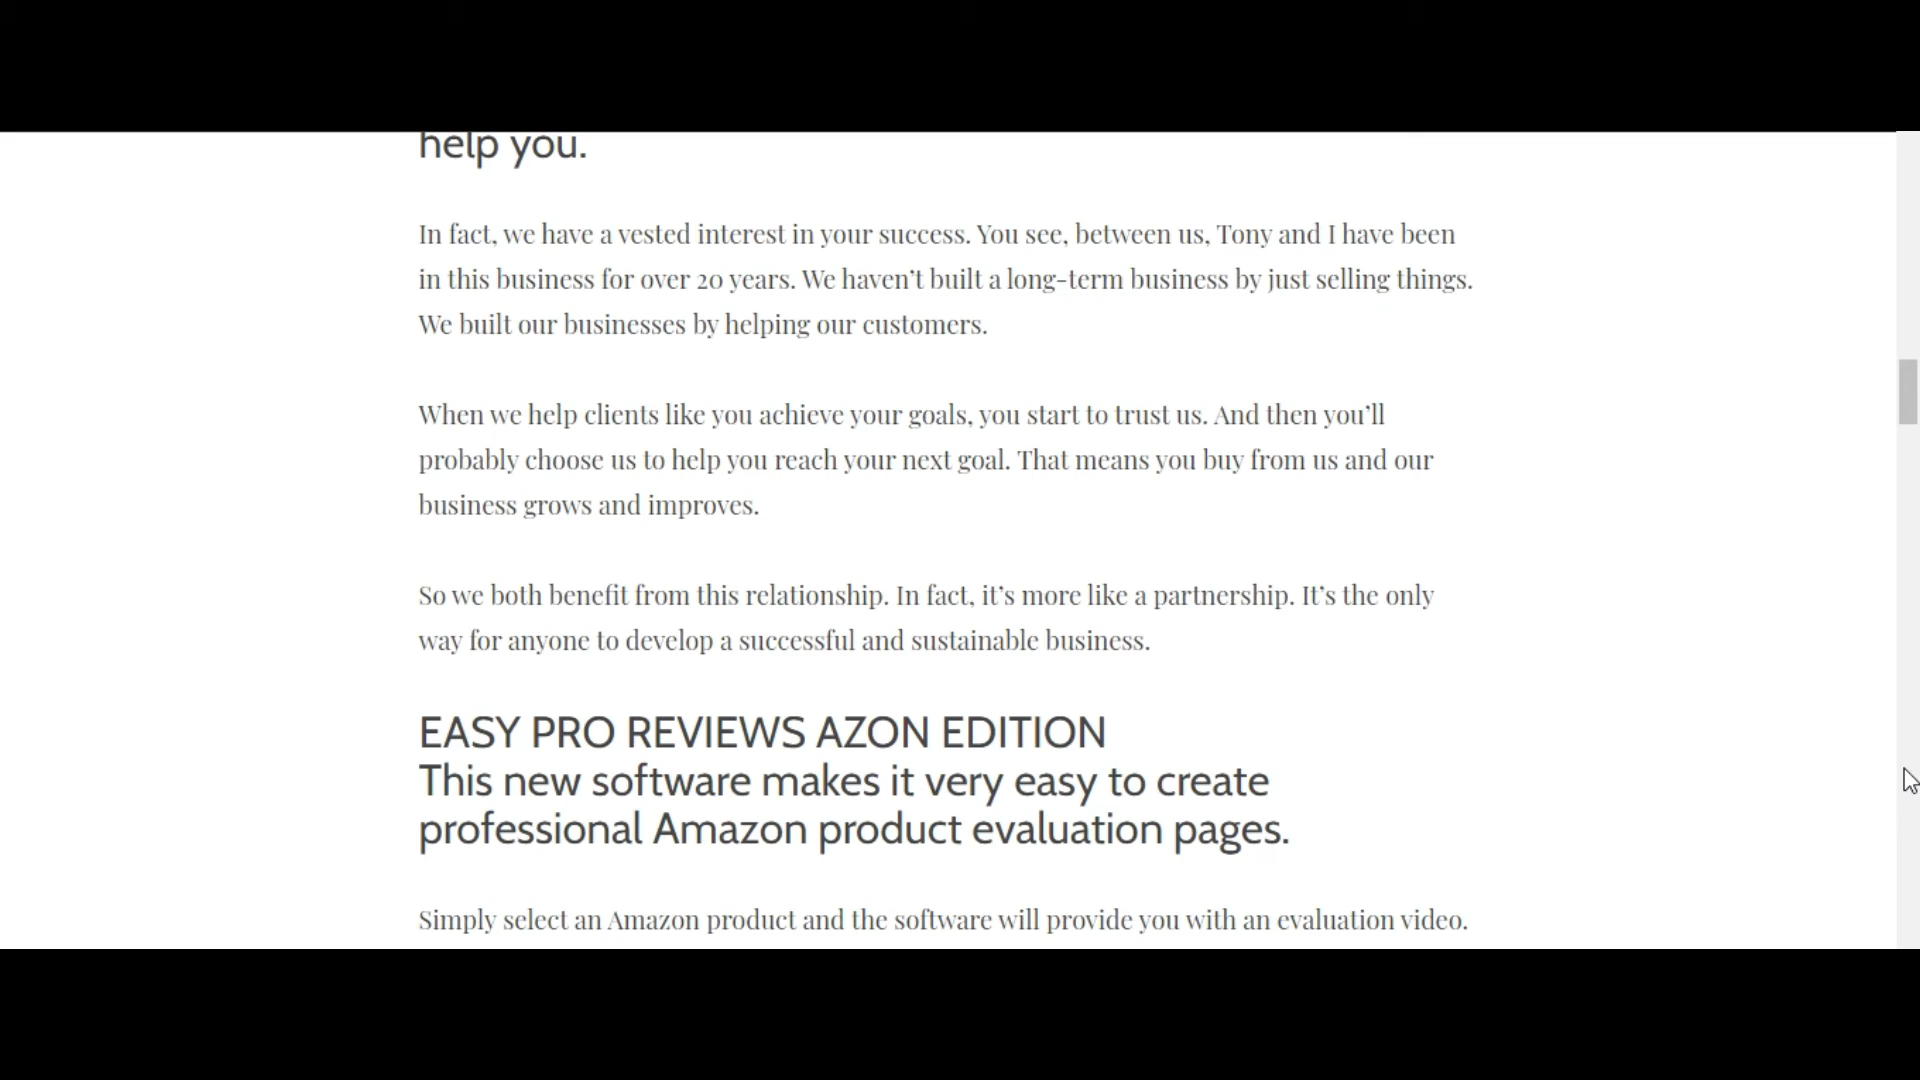 help you.
In fact, we have a vested interest in your success. You see, between us, Tony and I have been
in this business for over 20 years. We haven’t built a long-term business by just selling things.
We built our businesses by helping our customers.
When we help clients like you achieve your goals, you start to trust us. And then you’ll
probably choose us to help you reach your next goal. That means you buy from us and our
business grows and improves.
So we both benefit from this relationship. In fact, it’s more like a partnership. It’s the only
way for anyone to develop a successful and sustainable business.
EASY PRO REVIEWS AZON EDITION
This new software makes it very easy to create
professional Amazon product evaluation pages.
Simply select an Amazon product and the software will provide you with an evaluation video.